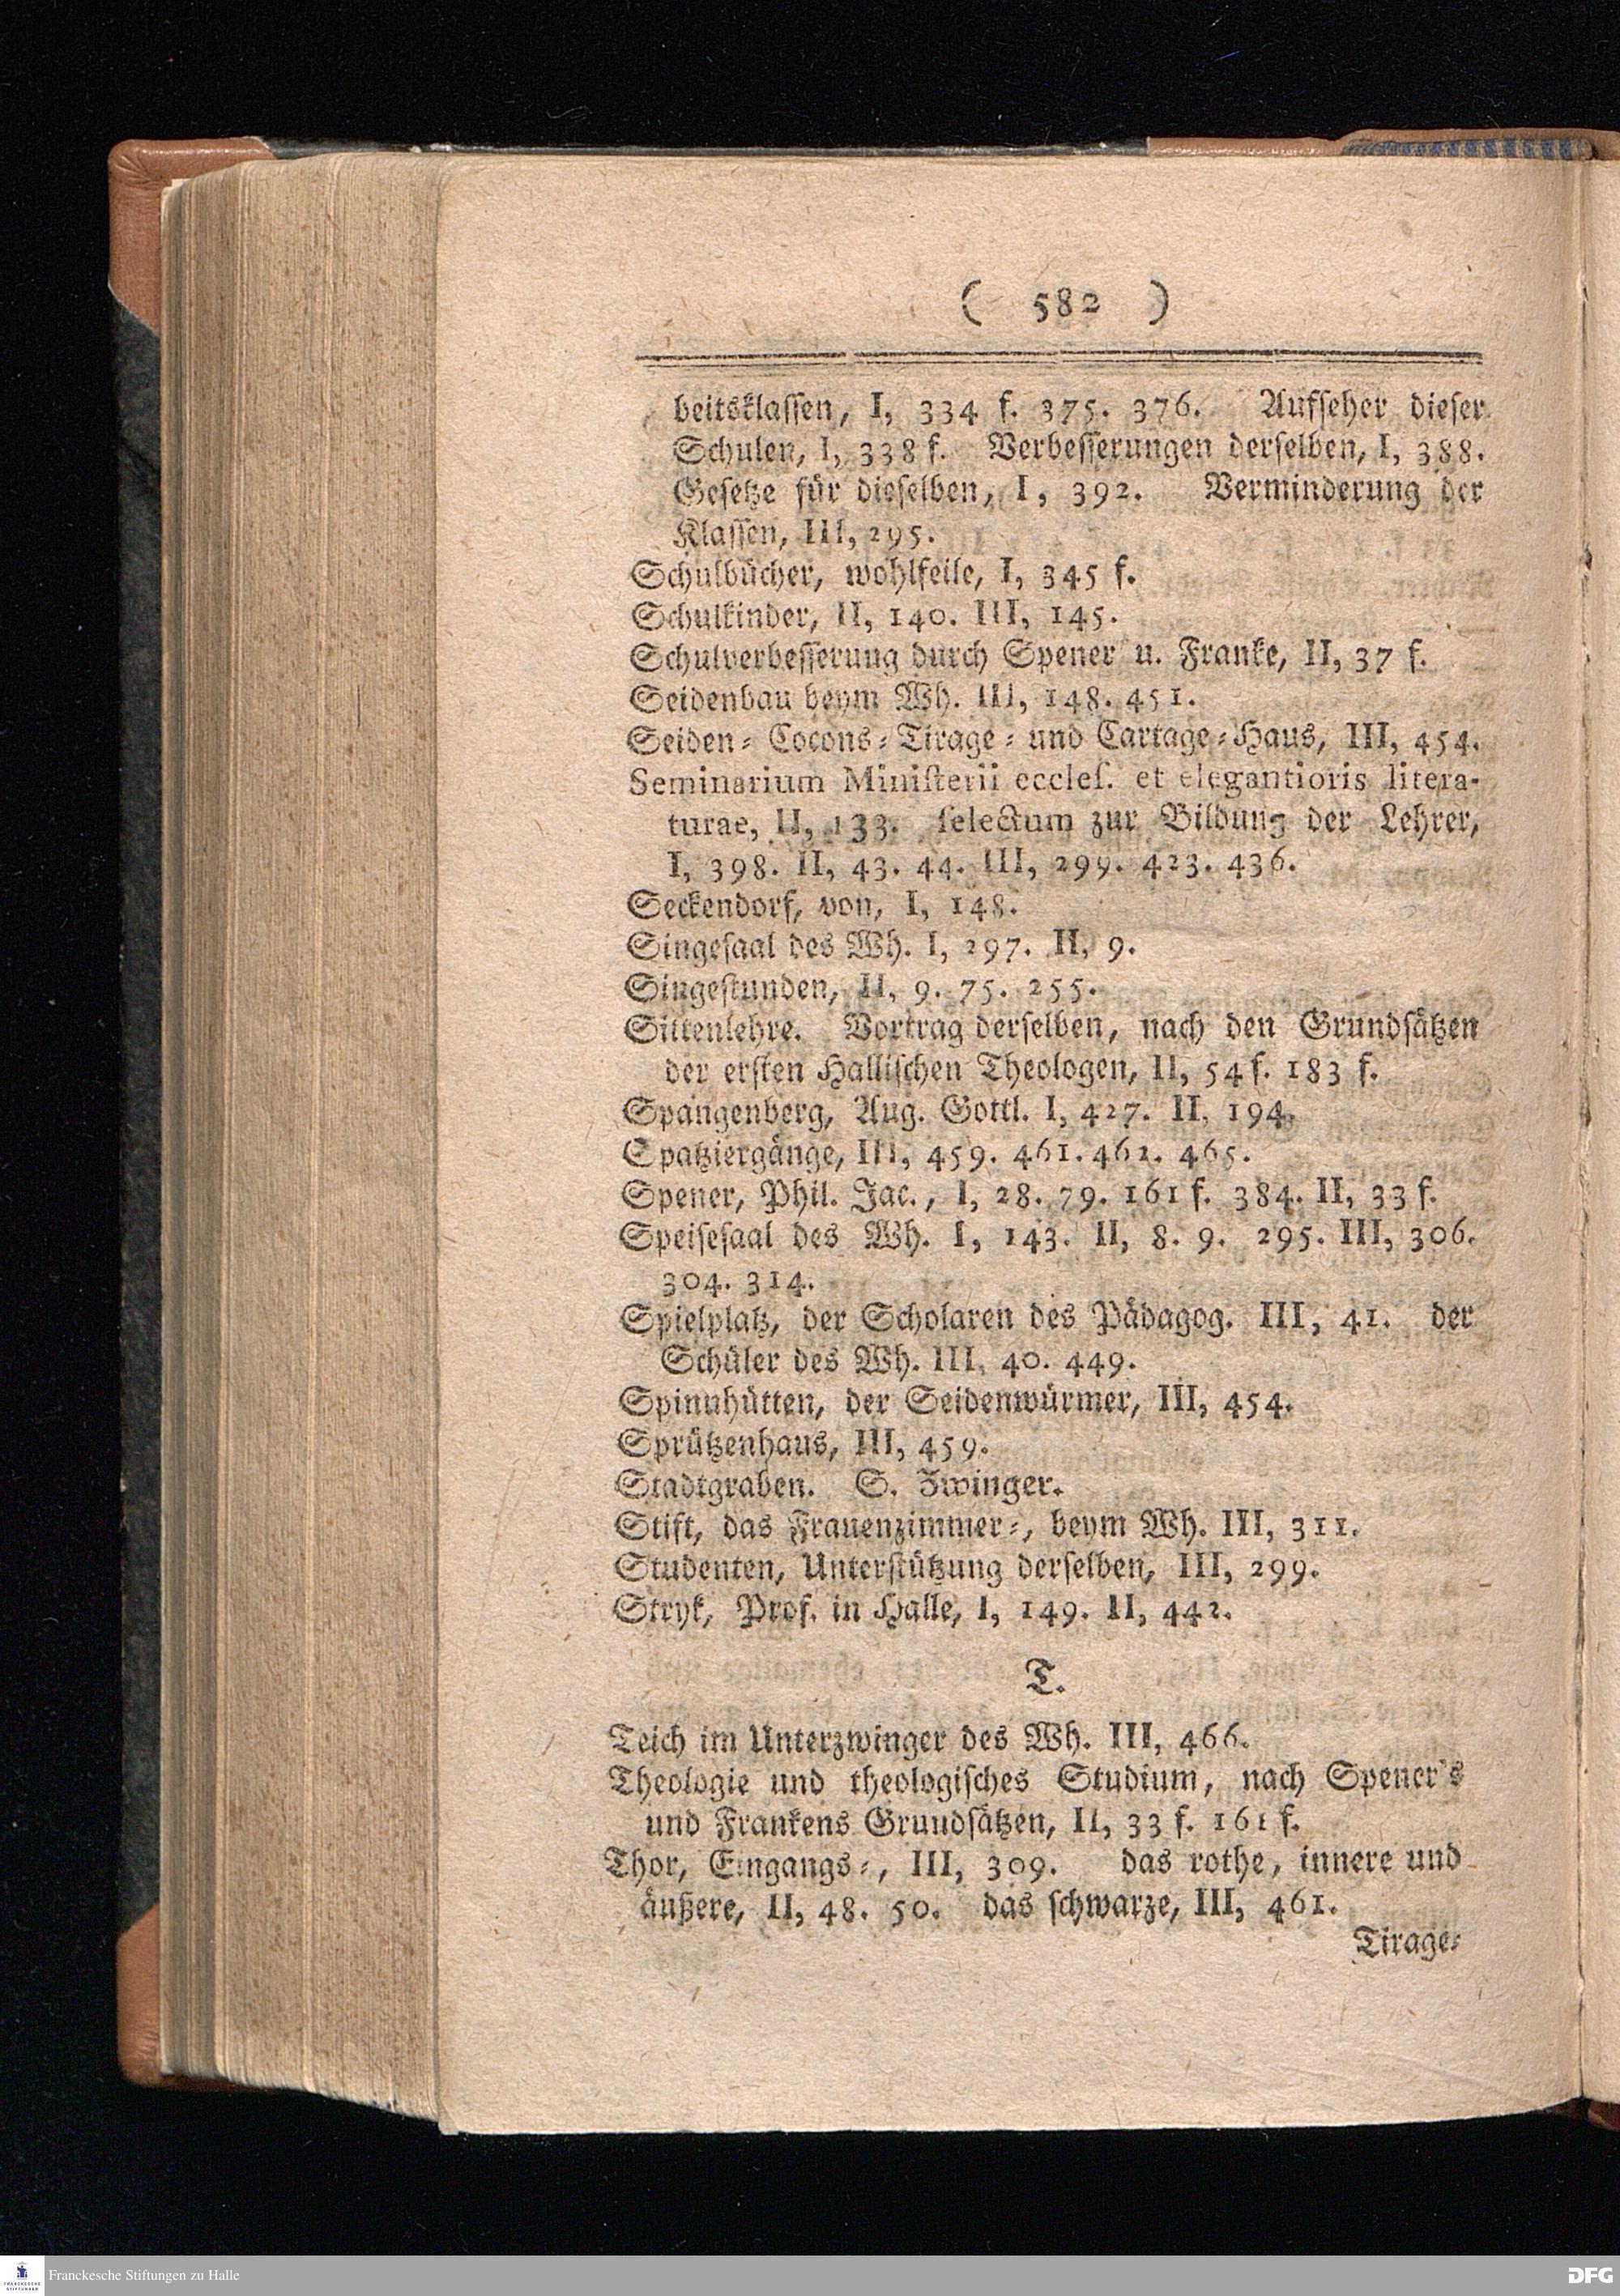 ( 582 )
beitsklassen, I, 334 f. 375. 376. Aufseher dieser
Schulen, I, 338 f. Verbesserungen derselben, I, 388.
Gesetze für dieselben, I, 392. Verminderung der
Klassen, III, 295.
Schulbücher, wohlfeile, I, 345 f.
Schulkinder, II, 140. III, 145.
Schulverbesserung durch Spener u. Franke, II, 37 f.
Seidenbau beym Wh. III, 148. 451.
Seiden- Cocons-Tirage- und Cartage-Haus, III, 454.
Seminarium Ministerii eccles. et elegantioris litera-
turae, II, 133. selectum zur Bildung der Lehrer,
I, 398. II, 43. 44. III, 299. 423. 436.
Seckendorf, von, I, 148.
Singesaal des Wh. I, 297. II, 9.
Singestunden, II, 9. 75. 255.
Sittenlehre. Vortrag derselben, nach den Grundsätzen
der ersten Hallischen Theologen, II, 54 f. 183 f.
Spangenberg, Aug. Gottl. I, 427. II, 194.
Spatziergänge, III, 459. 461. 462. 465.
Spener, Phil. Jac., I, 28. 79. 161 f. 384. II, 33 f.
Speisesaal des Wh. I, 143. II, 8. 9. 295. III, 306.
304. 314.
Spielplatz, der Scholaren des Pädagog. III, 41. der
Schüler des Wh. III, 40. 449.
Spinnhütten, der Seidenwürmer, III, 454.
Sprützenhaus, III, 459.
Stadtgraben. S. Zwinger.
Stift, das Frauenzimmer-, beym Wh. III, 311.
Studenten, Unterstützung derselben, III, 299.
Stryk, Prof. in Halle, I, 149. II, 442.
T.
Teich im Unterzwinger des Wh. III, 466.
Theologie und theologisches Studium, nach Spener's
und Frankens Grundsätzen, II, 33 f. 161 f.
Thor, Eingangs-, III, 309. das rothe, innere und
äußere, II, 48. 50. das schwarze, III, 461.
Tirage-
FRANCKESCHE STIFTUNGEN
Franckesche Stiftungen zu Halle
DFG